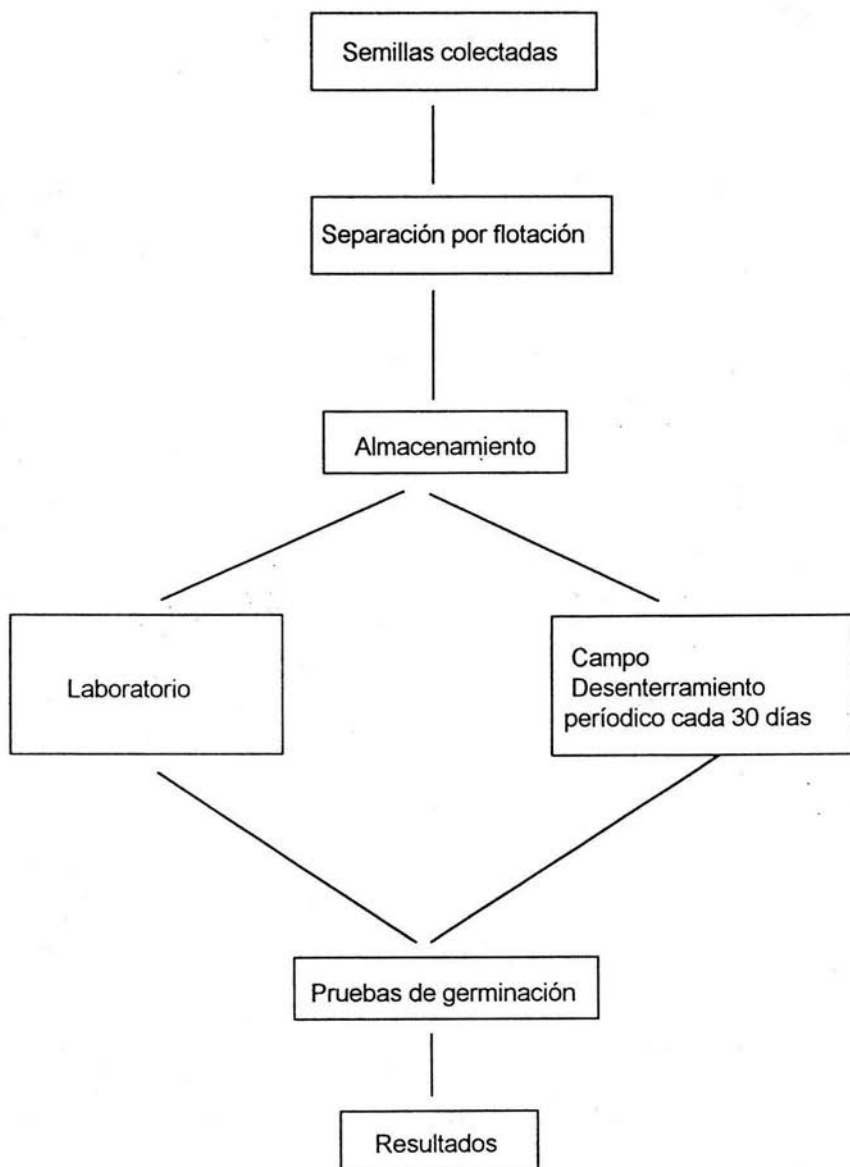 Semillas colectadas
Separación por flotación
Almacenamiento
Laboratorio
Campo
Desenterramiento
períodico cada 30 días
Pruebas de germinación
Resultados